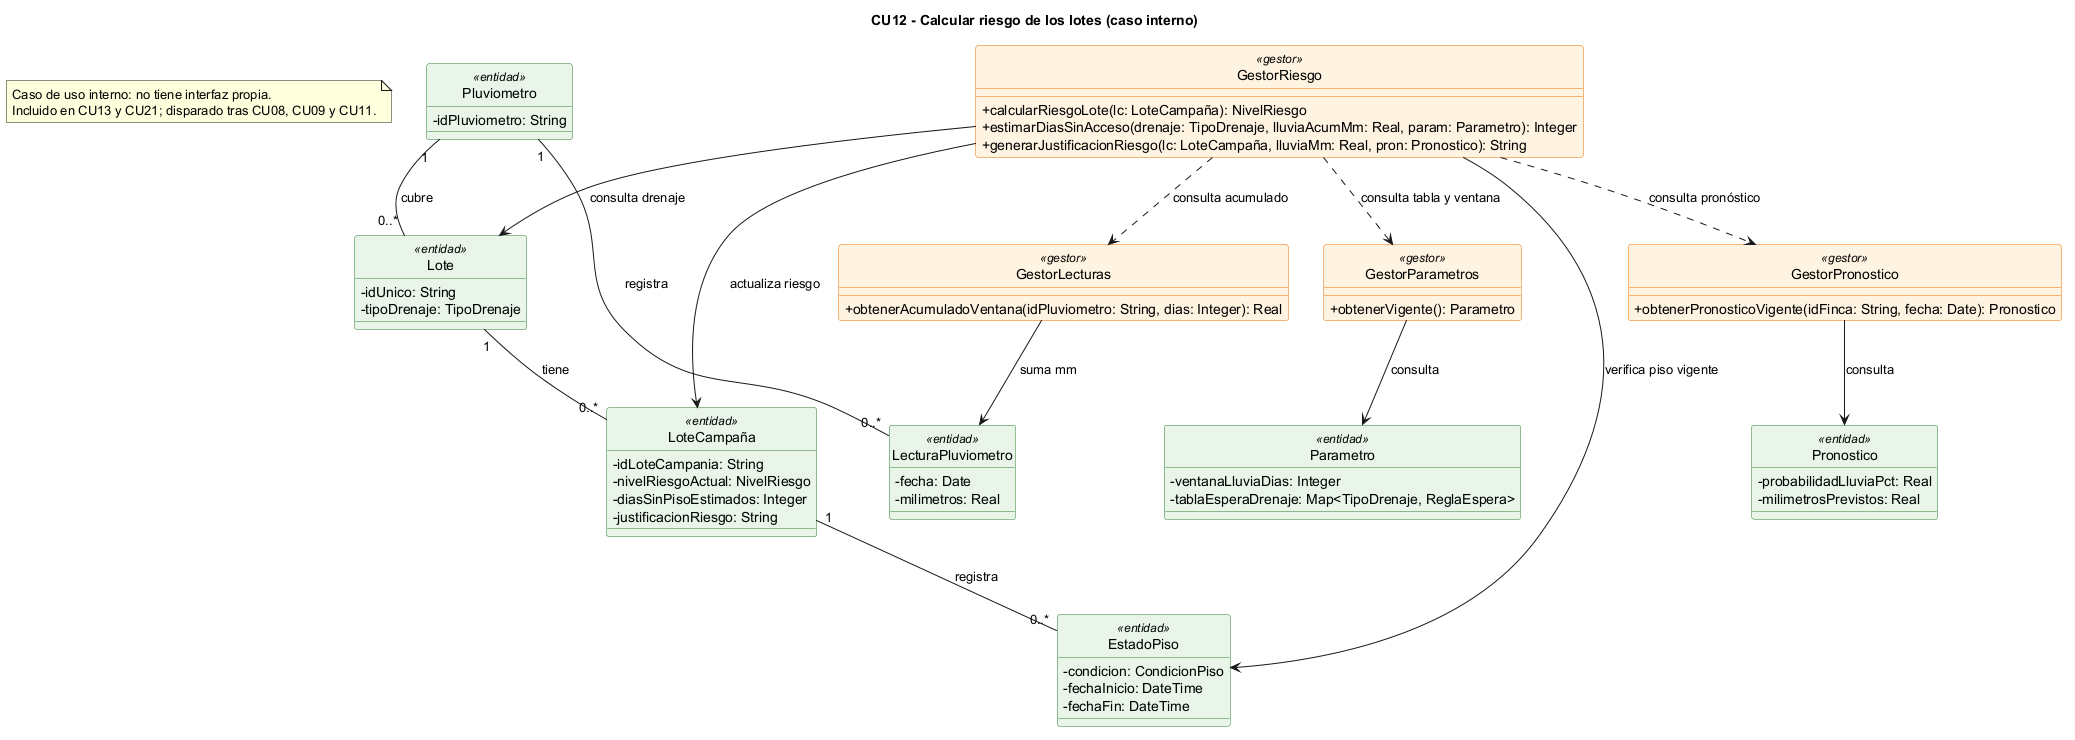 CU12 - Calcular riesgo de los lotes (caso interno)
Caso de uso interno: no tiene interfaz propia.
Incluido en CU13 y CU21; disparado tras CU08, CU09 y CU11.
«entidad»
Pluviometro
-idPluviometro: String
«gestor»
GestorRiesgo
+calcularRiesgoLote(lc: LoteCampaña): NivelRiesgo
+estimarDiasSinAcceso(drenaje: TipoDrenaje, lluviaAcumMm: Real, param: Parametro): Integer
+generarJustificacionRiesgo(lc: LoteCampaña, lluviaMm: Real, pron: Pronostico): String
1
1
cubre
0..*
consulta drenaje
consulta acumulado
consulta tabla y ventana
consulta pronóstico
«entidad»
Lote
-idUnico: String
-tipoDrenaje: TipoDrenaje
registra
actualiza riesgo
«gestor»
GestorLecturas
+obtenerAcumuladoVentana(idPluviometro: String, dias: Integer): Real
«gestor»
GestorParametros
+obtenerVigente(): Parametro
«gestor»
GestorPronostico
+obtenerPronosticoVigente(idFinca: String, fecha: Date): Pronostico
1
tiene
0..*
suma mm
consulta
verifica piso vigente
consulta
0..*
«entidad»
LoteCampaña
-idLoteCampania: String
-nivelRiesgoActual: NivelRiesgo
-diasSinPisoEstimados: Integer
-justificacionRiesgo: String
«entidad»
LecturaPluviometro
-fecha: Date
-milimetros: Real
«entidad»
Parametro
-ventanaLluviaDias: Integer
-tablaEsperaDrenaje: Map<TipoDrenaje, ReglaEspera>
«entidad»
Pronostico
-probabilidadLluviaPct: Real
-milimetrosPrevistos: Real
1
registra
0..*
«entidad»
EstadoPiso
-condicion: CondicionPiso
-fechaInicio: DateTime
-fechaFin: DateTime